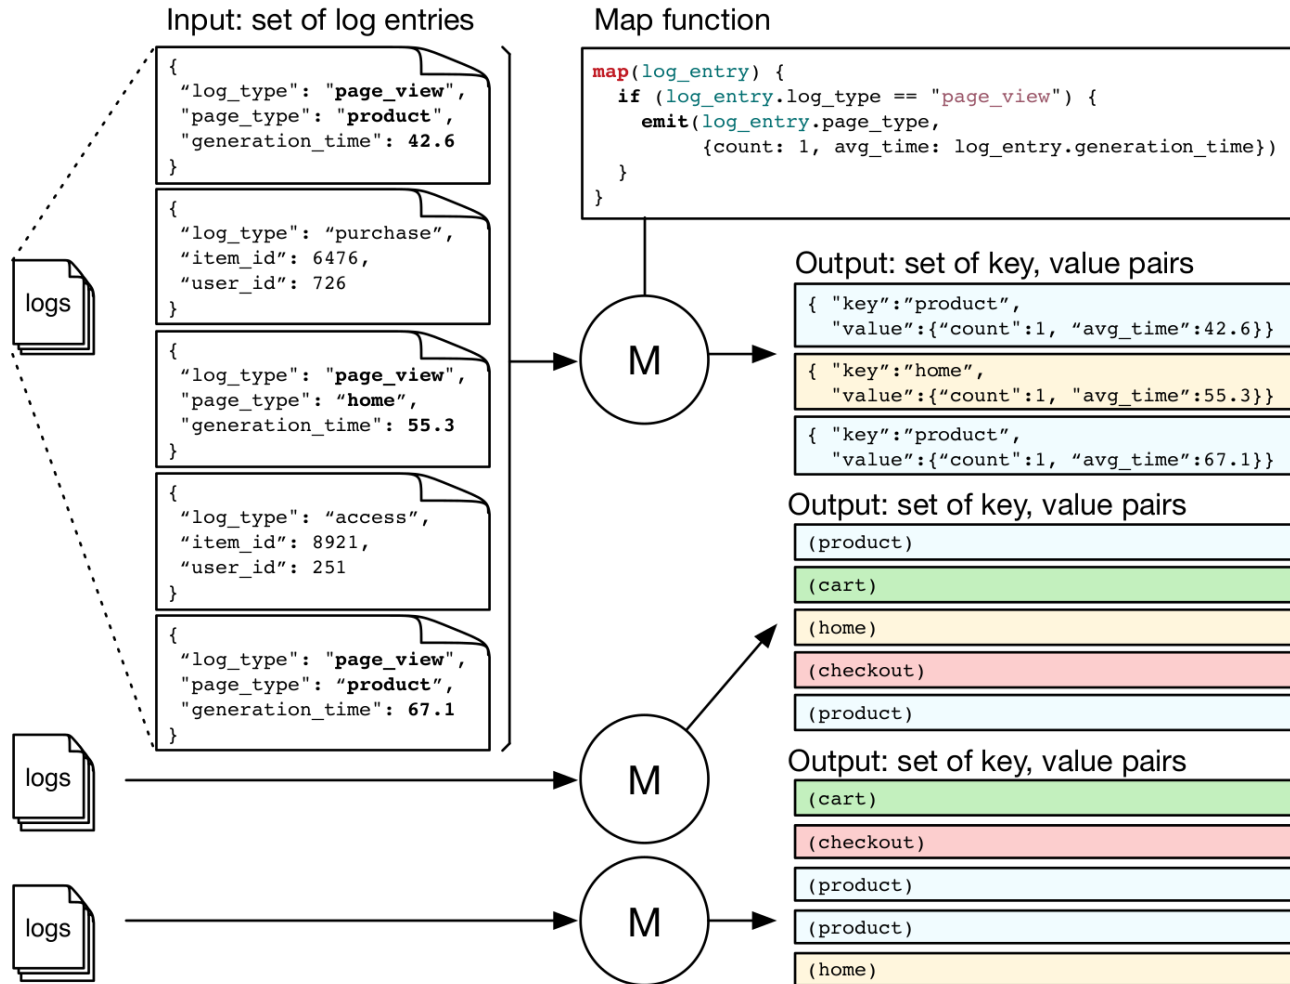 Input: set of log entries
{
“log_type": "page_view",
"page_type": "product",
"generation_time": 42.6
}
{
“log_type": “purchase”,
“item_id”: 6476,
“user_id”: 726
}
{
“log_type": "page_view",
"page_type": “home”,
"generation_time": 55.3
}
{
“log_type": “access”,
“item_id”: 8921,
“user_id”: 251
}
{
“log_type": "page_view",
"page_type": “product”,
"generation_time": 67.1
}
logs
logs
logs
Map function
map(log_entry) {
if (log_entry.log_type == "page_view") {
emit(log_entry.page_type,
{count: 1, avg_time: log_entry.generation_time})
}
}
M
M
M
Output: set of key, value pairs
{ "key”:”product”,
"value”:{“count":1, “avg_time”:42.6}}
{ "key”:"home”,
"value”:{“count":1, "avg_time”:55.3}}
{ "key”:”product”,
"value”:{“count":1, “avg_time”:67.1}}
Output: set of key, value pairs
(product)
(cart)
(home)
(checkout)
(product)
Output: set of key, value pairs
(cart)
(checkout)
(product)
(product)
(home)